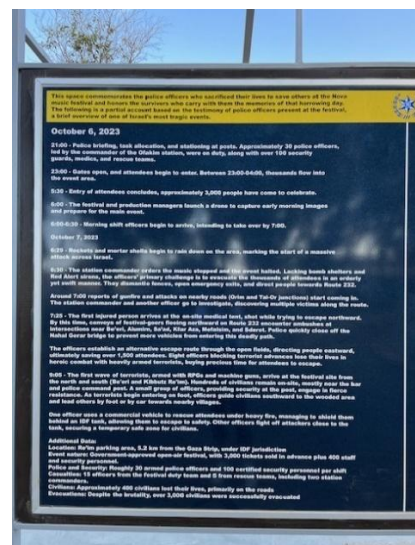 This space commemorates the police officers who sacrificed their lives to save others at the Nova
music festival and honors the survivors who carry with them the memories of that harrowing day.
The following is a partial account based on the testimony of police officers present at the festival,
a brief overview of one of Israel's most tragic events.
October 6, 2023
21:00 - Police briefing, task allocation, and stationing at posts. Approximately 30 police officers,
led by the commander of the Ofakim station, were on duty, along with over 100 security
guards, medics, and rescue teams.
23:00 - Gates open, and attendees begin to enter. Between 23:00-04:00, thousands flow into
the event area.
5:30 - Entry of attendees concludes, approximately 3,000 people have come to celebrate.
6:00 - The festival and production managers launch a drone to capture early morning images
and prepare for the main event.
6:00-6:30 - Morning shift officers begin to arrive, intending to take over by 7:00.
October 7, 2023
6:29 - Rockets and mortar shells begin to rain down on the area, marking the start of a massive
attack across Israel.
6:30 - The station commander orders the music stopped and the event halted. Lacking bomb shelters and
Red Alert sirens, the officers' primary challenge is to evacuate the thousands of attendees in an orderly
yet swift manner. They dismantle fences, open emergency exits, and direct people towards Route 232.
Around 7:00 reports of gunfire and attacks on nearby roads (Orim and Tse'elim junctions) start coming in.
The station commander and another officer go to investigate, discovering multiple victims along the route.
7:25 - The first injured person arrives at the on-site medical tent, shot while trying to escape northward.
By this time, convoys of festival-goers fleeing northward on Route 232 encounter ambushes at
intersections near Be'eri, Alumim, Sa'ad, Kfar Aza, Mefalsim, and Sderot. Police quickly close off the
Nahal Gerar bridge to prevent more vehicles from entering this deadly path.
The officers establish an alternative escape route through the open fields, directing people eastward,
ultimately saving over 1,500 attendees. Eight officers blocking terrorist advances lose their lives in
heroic combat with heavily armed terrorists, buying precious time for attendees to escape.
8:05 - The first wave of terrorists, armed with RPGs and machine guns, arrive at the festival site from
the north and south (Be'eri and Kibbutz Re'im). Hundreds of civilians remain on-site, mostly near the bar
and police command post. A small group of officers, providing security at the post, engage in fierce
resistance. As terrorists begin entering on foot, officers guide civilians southward to the wooded area
and lead others by foot or by car towards nearby villages.
One officer uses a commercial vehicle to rescue attendees under heavy fire, managing to shield them
behind an IDF tank, allowing them to escape to safety. Other officers fight off attackers close to the
tank, securing a temporary safe zone for civilians.
Additional Data:
Location: Re'im parking area, 5.2 km from the Gaza Strip, under IDF jurisdiction
Event nature: Government-approved open-air festival, with 3,000 tickets sold in advance plus 400 staff
and security personnel.
Police and Security: Roughly 30 armed police officers and 100 certified security personnel per shift
Casualties: 15 officers from the festival duty team and 5 from rescue teams, including two station
commanders.
Civilians: Approximately 400 civilians lost their lives, primarily on the roads
Evacuations: Despite the brutality, over 3,000 civilians were successfully evacuated